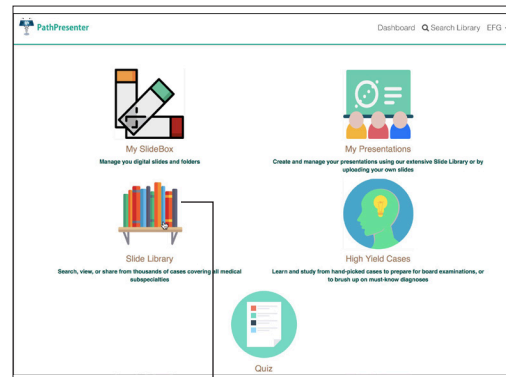 PathPresenter
Dashboard Search Library EFG
My SlideBox
Manage you digital slides and folders
My Presentations
Create and manage your presentations using our extensive Slide Library or by
uploading your own slides
Slide Library
Search, view, or share from thousands of cases covering all medical
subspecialties
High Yield Cases
Learn and study from hand-picked cases to prepare for board examinations, or
to brush up on must-know diagnoses
Quiz